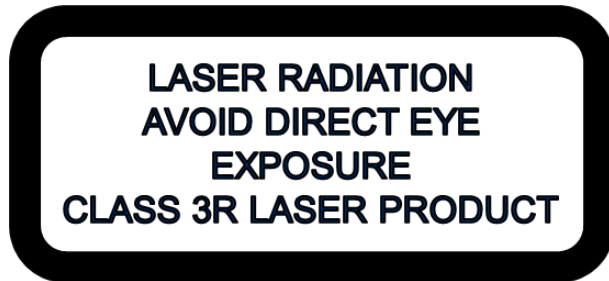 LASER RADIATION
AVOID DIRECT EYE
EXPOSURE
CLASS 3R LASER PRODUCT